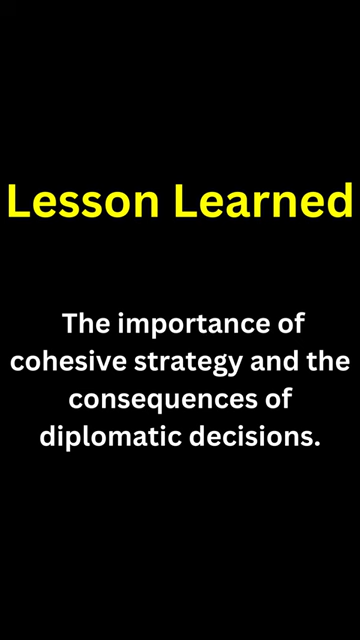 Lesson Learned
The importance of
cohesive strategy and the
consequences of
diplomatic decisions.